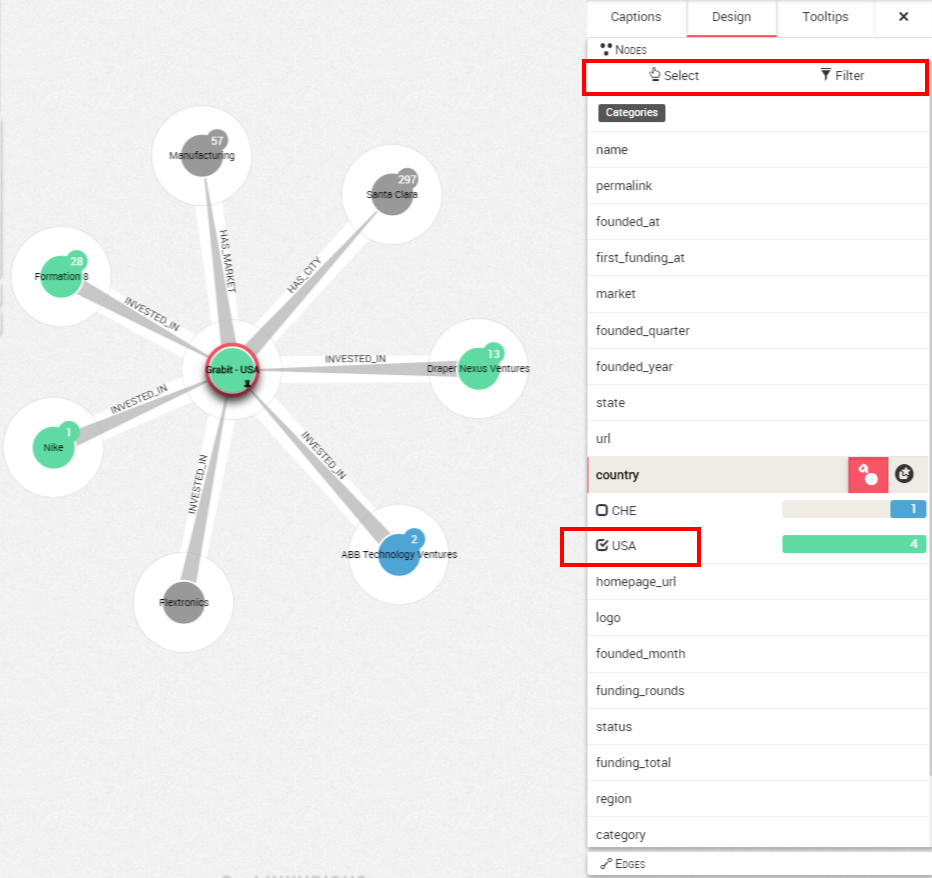 Captions Design Tooltips ×
Nodes
Select Filter
Categories
name
permalink
founded_at
first_funding_at
market
founded_quarter
founded_year
state
url
country
CHE 1
USA 4
homepage_url
logo
founded_month
funding_rounds
status
funding_total
region
category
Edges
57
Manufacturing
297
Santa Clara
HAS_MARKET
HAS_CITY
28
Formation 8
INVESTED_IN
13
Draper Nexus Ventures
INVESTED_IN
Grabit - USA
1
Nike
INVESTED_IN
INVESTED_IN
2
ABB Technology Ventures
INVESTED_IN
Flextronics